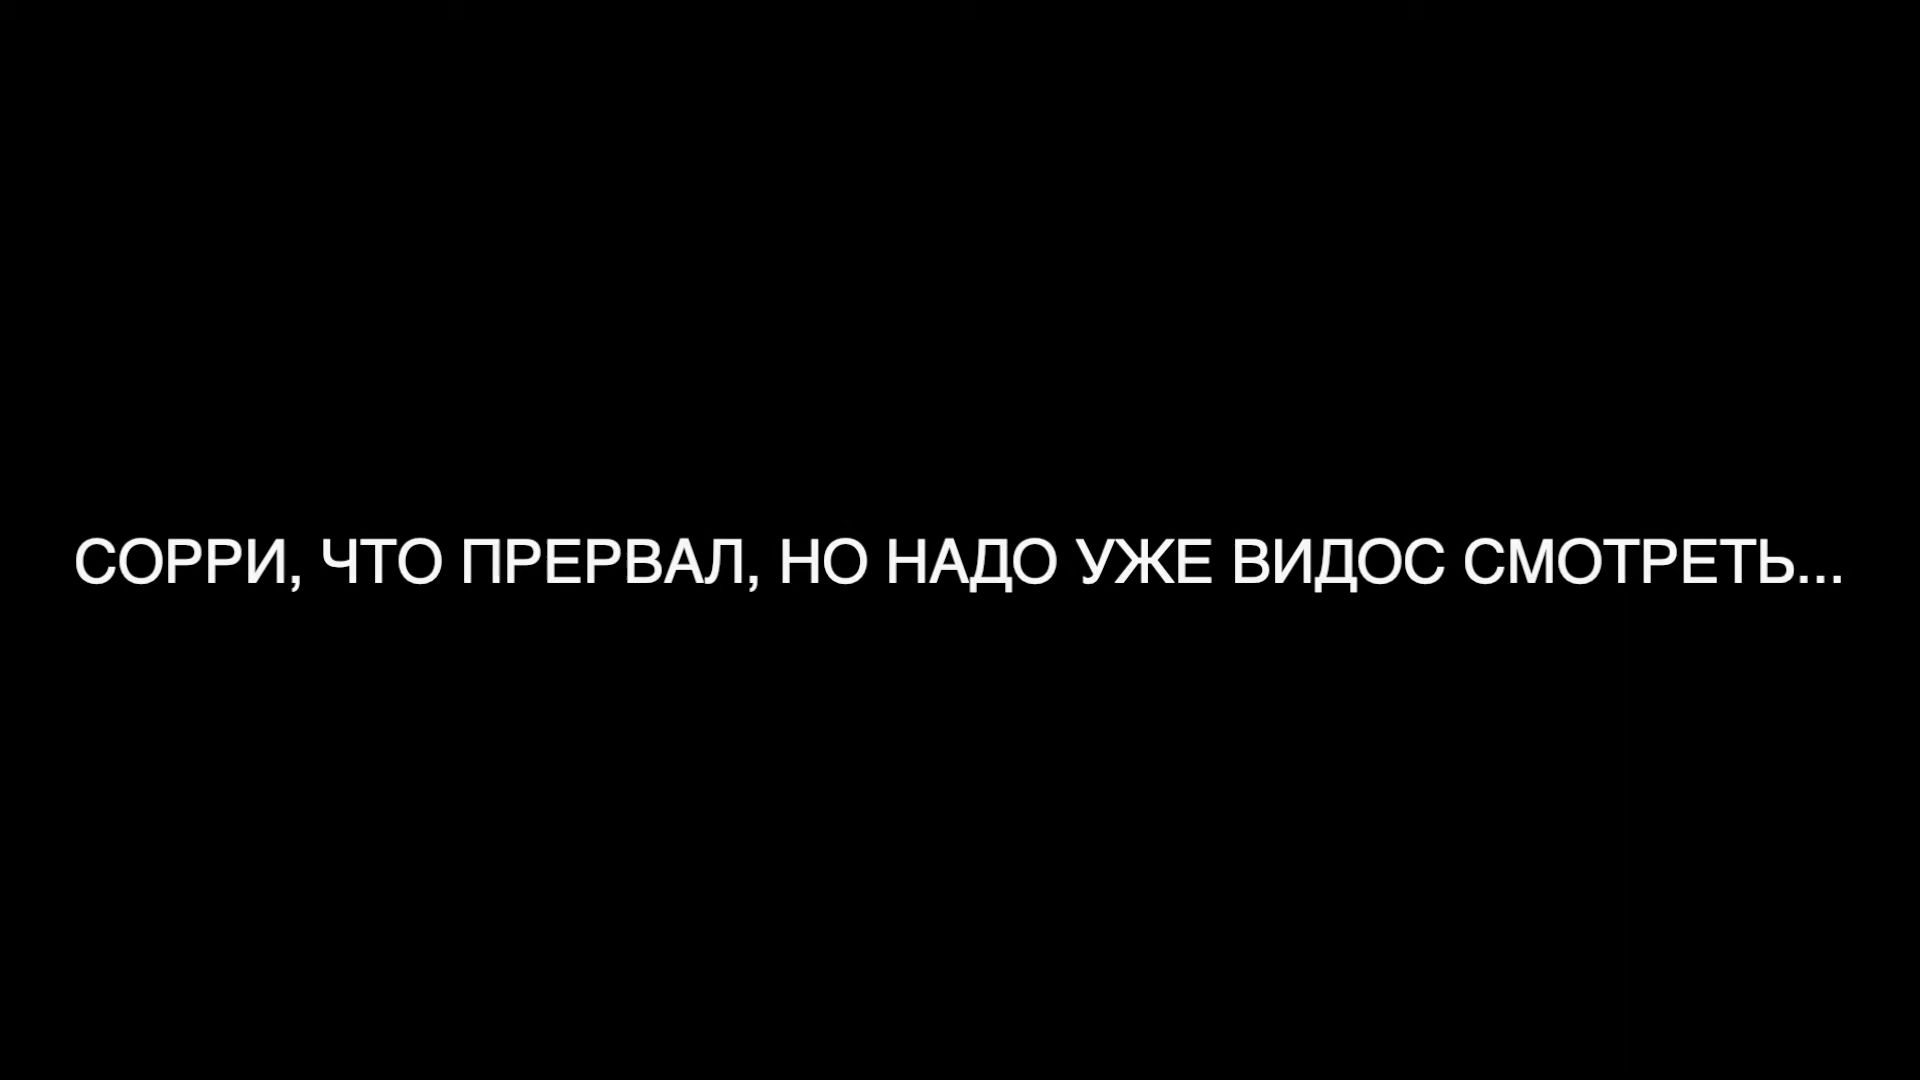 СОРРИ, ЧТО ПРЕРВАЛ, НО НАДО УЖЕ ВИДОС СМОТРЕТЬ...